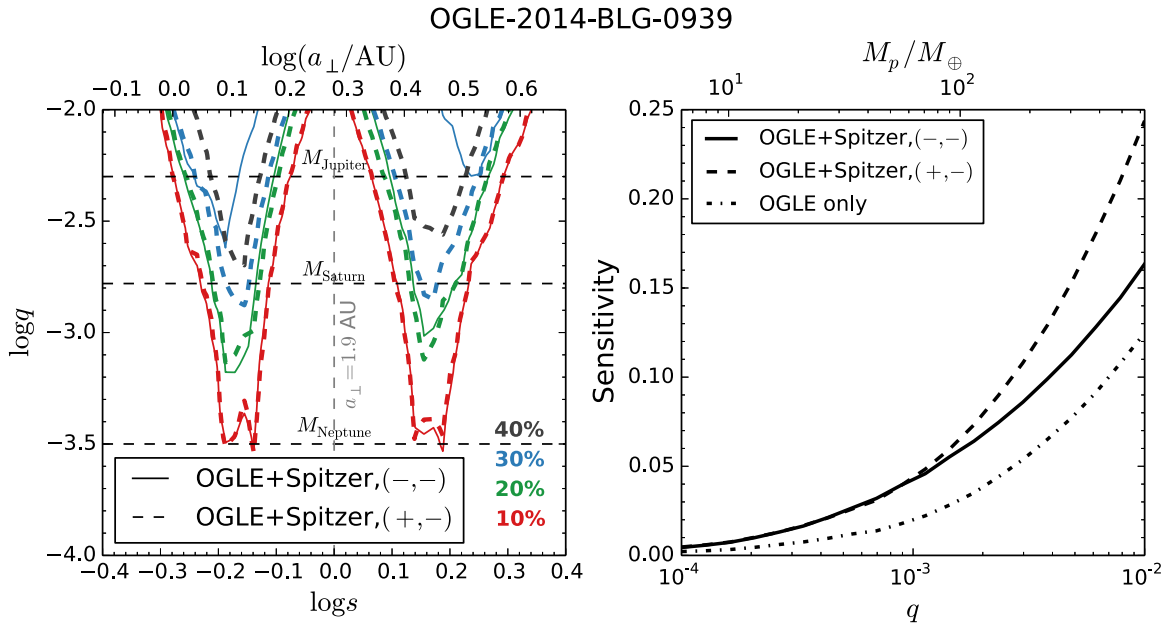 OGLE-2014-BLG-0939
log(a⊥/AU)
−0.1 0.0 0.1 0.2 0.3 0.4 0.5 0.6
−2.0
−2.5
−3.0
−3.5
−4.0
logq
M_Jupiter
M_Saturn
a⊥=1.9 AU
M_Neptune
40%
30%
20%
10%
OGLE+Spitzer,(−,−)
OGLE+Spitzer,(+,−)
−0.4 −0.3 −0.2 −0.1 0.0 0.1 0.2 0.3 0.4
logs
M_p/M_⊕
10^1 10^2
0.25
0.20
0.15
0.10
0.05
0.00
Sensitivity
OGLE+Spitzer,(−,−)
OGLE+Spitzer,(+,−)
OGLE only
10^-4 10^-3 10^-2
q